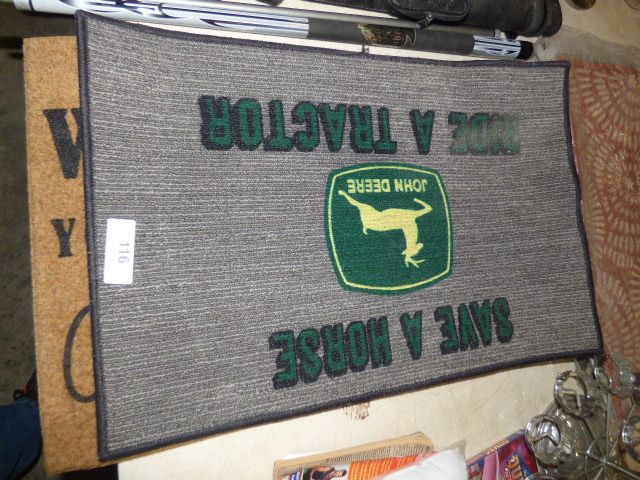 SAVE A HORSE
JOHN DEERE
RIDE A TRACTOR
116
W
Y